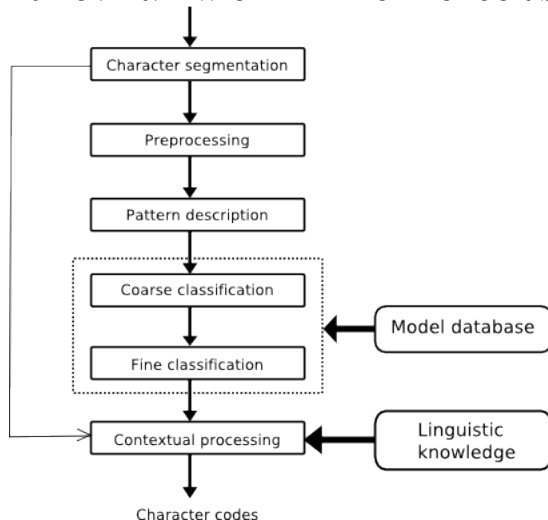 Character segmentation
Preprocessing
Pattern description
Coarse classification
Model database
Fine classification
Contextual processing
Linguistic
knowledge
Character codes